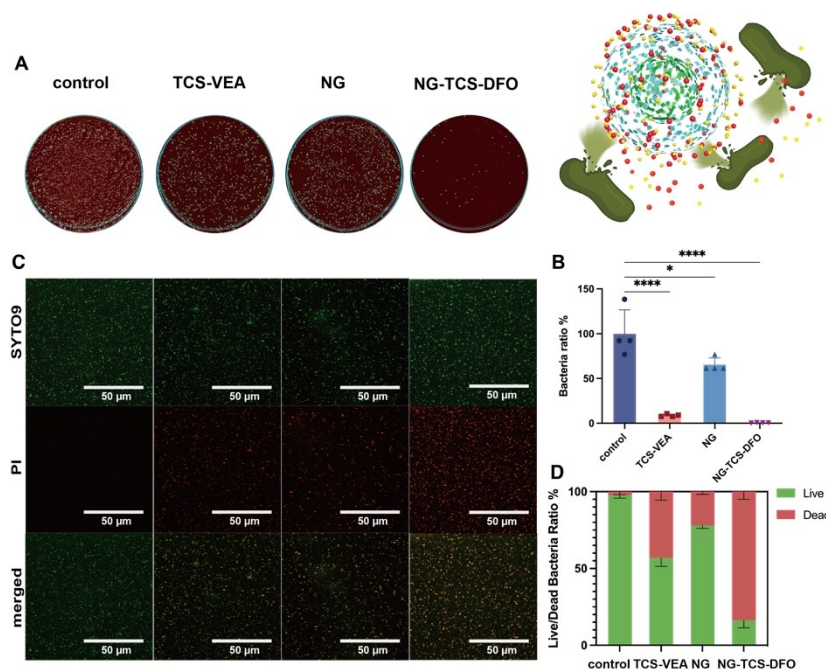 A
control TCS-VEA NG NG-TCS-DFO
C
SYTO9
50 µm 50 µm 50 µm 50 µm
PI
50 µm 50 µm 50 µm 50 µm
merged
50 µm 50 µm 50 µm 50 µm
B
****
*
****
Bacteria ratio %
150
100
50
0
control TCS-VEA NG NG-TCS-DFO
D
Live
Dead
Live/Dead Bacteria Ratio %
100
50
0
control TCS-VEA NG NG-TCS-DFO